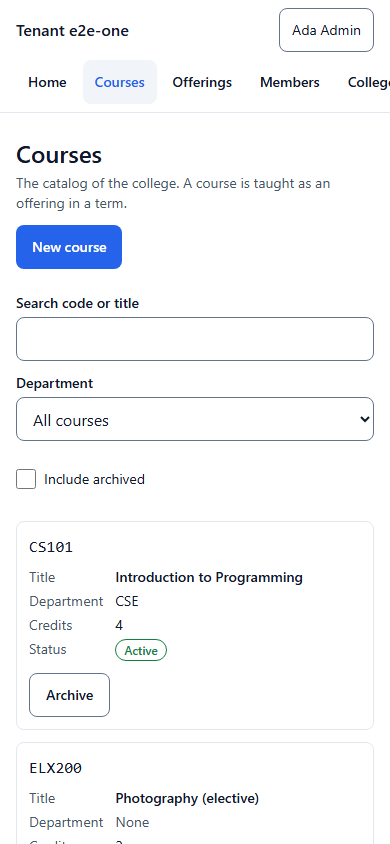 Tenant e2e-one
Ada Admin
Home Courses Offerings Members
Courses
The catalog of the college. A course is taught as an
offering in a term.
New course
Search code or title
Department
All courses
Include archived
CS101
Title Introduction to Programming
Department CSE
Credits 4
Status Active
Archive
ELX200
Title Photography (elective)
Department None